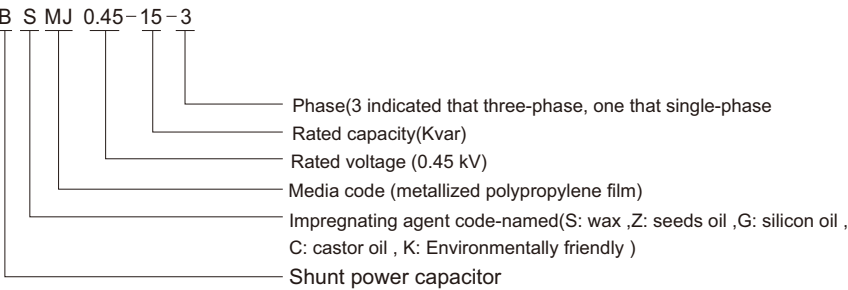 B S MJ 0.45-15-3
Phase(3 indicated that three-phase, one that single-phase
Rated capacity(Kvar)
Rated voltage (0.45 kV)
Media code (metallized polypropylene film)
Impregnating agent code-named(S: wax ,Z: seeds oil ,G: silicon oil ,
C: castor oil , K: Environmentally friendly )
Shunt power capacitor